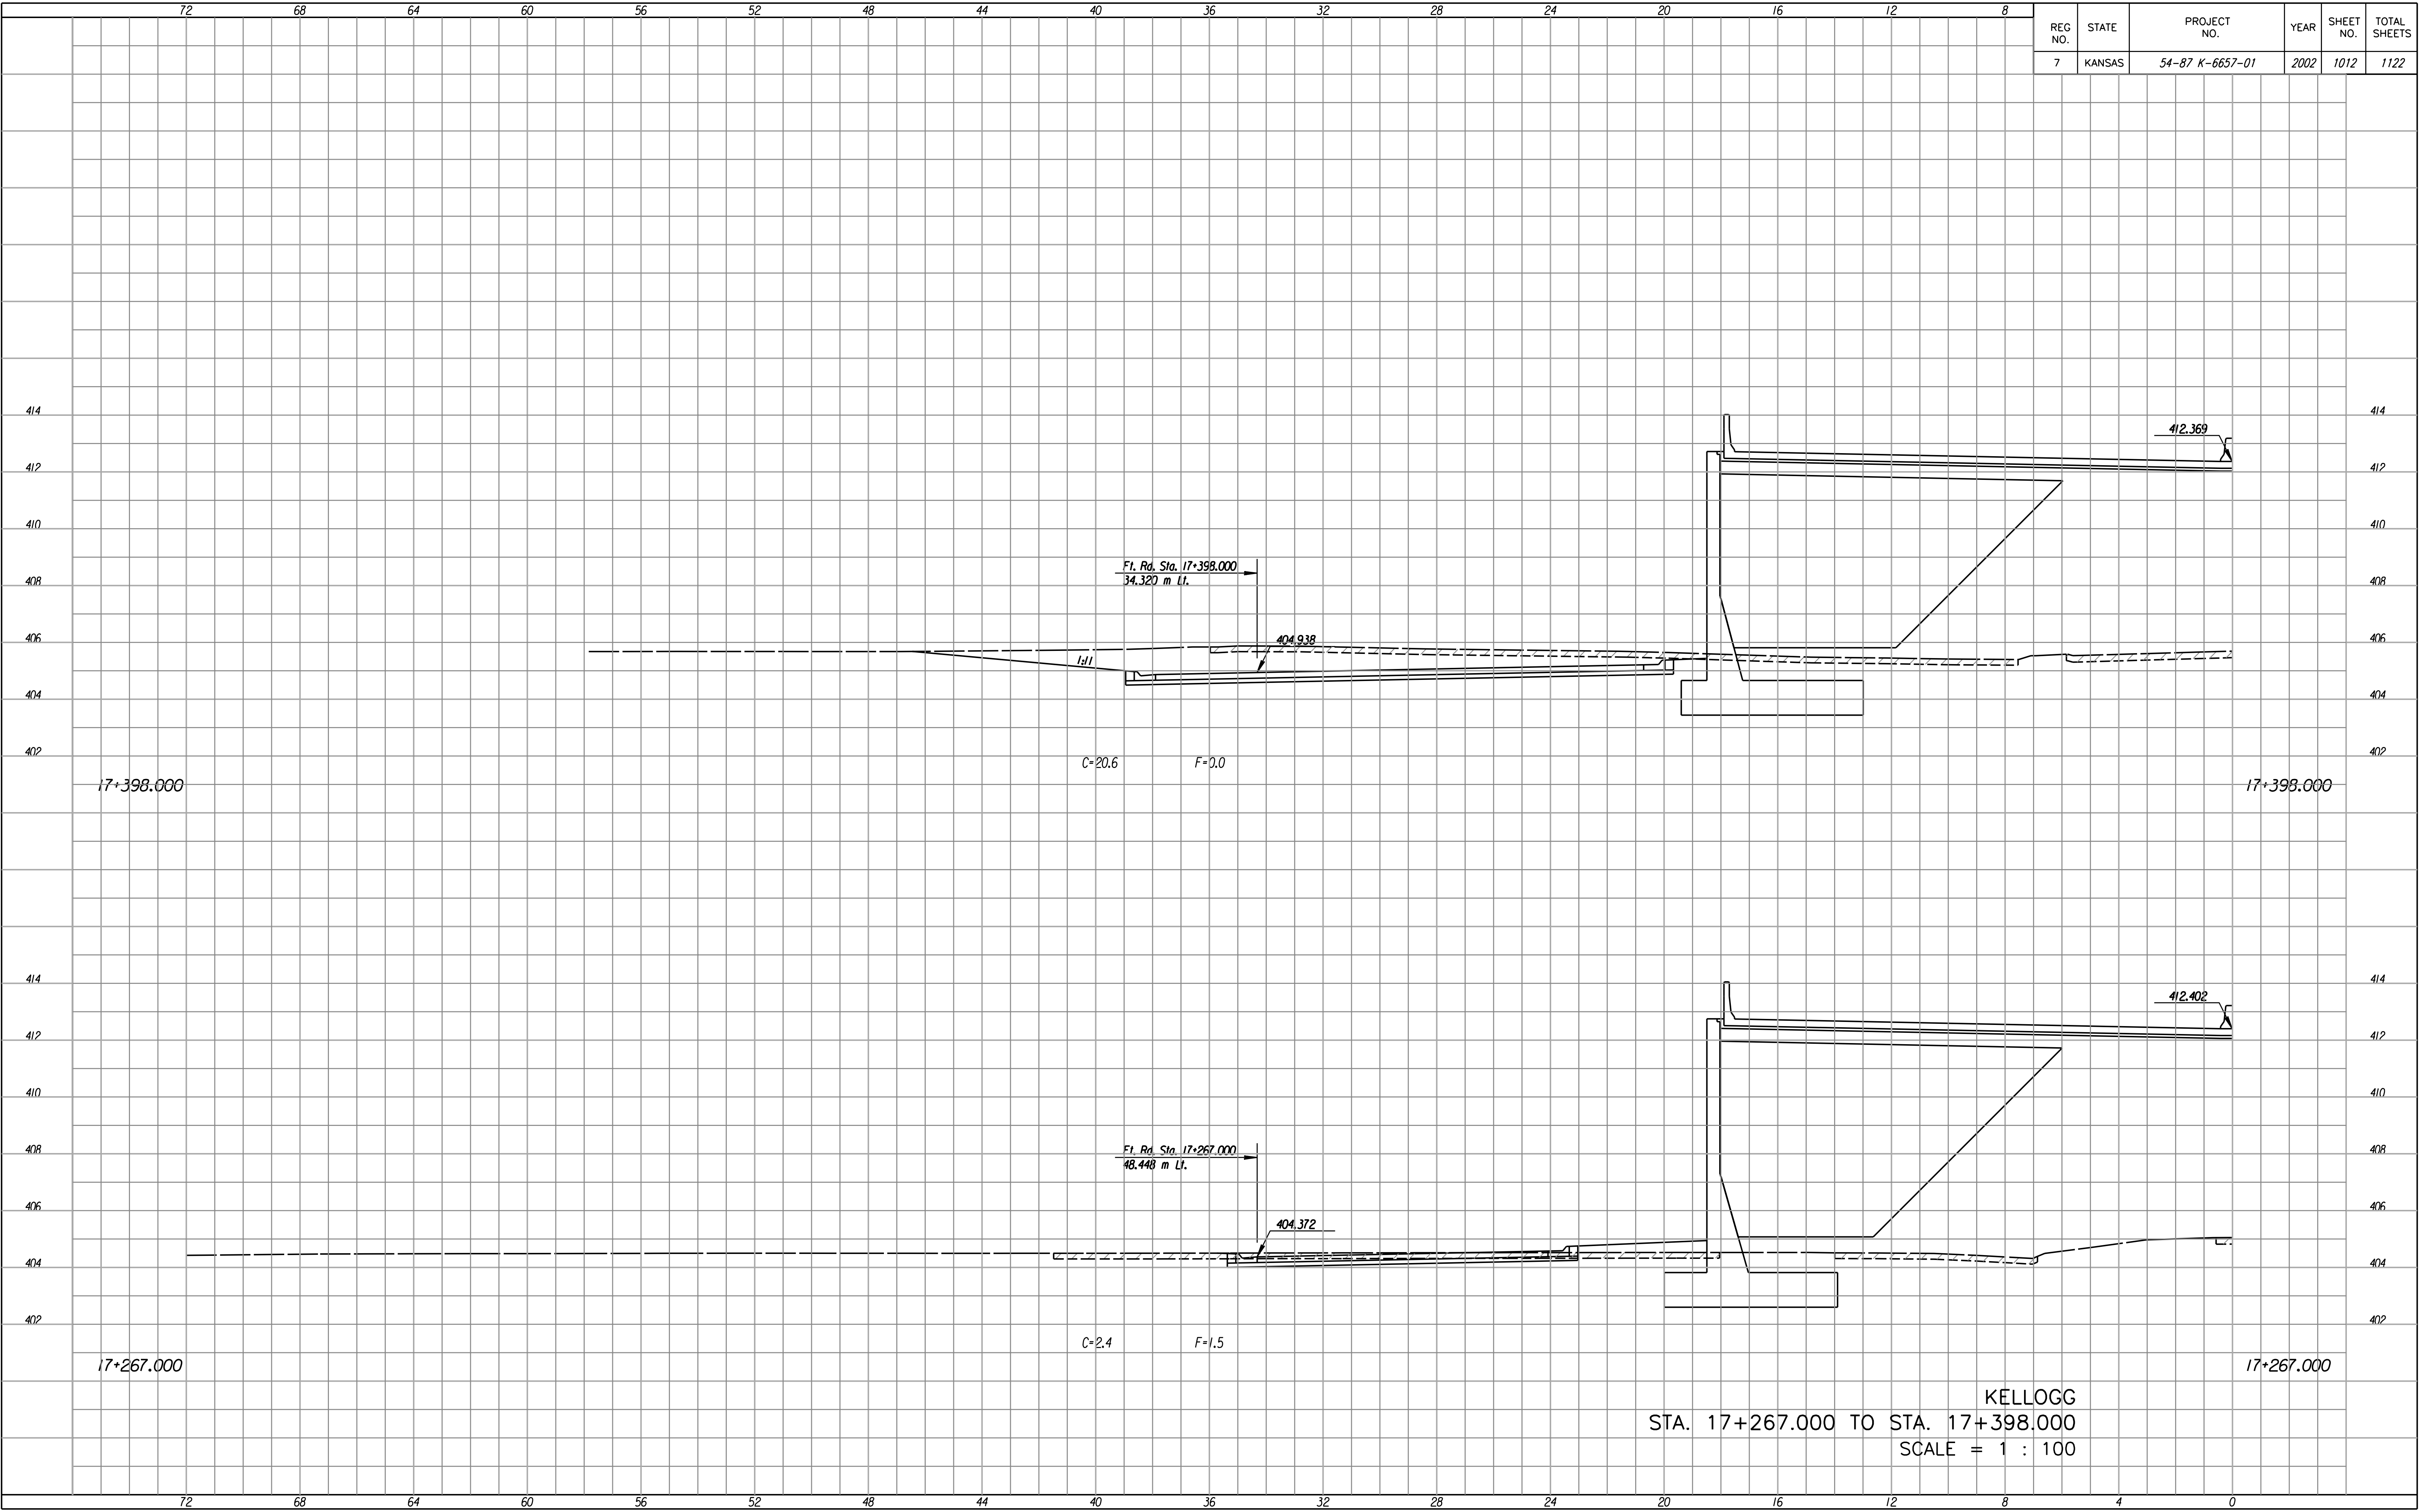 72 68 64 60 56 52 48 44 40 36 32 28 24 20 16 12 8
REG NO. STATE PROJECT NO. YEAR SHEET NO. TOTAL SHEETS
7 KANSAS 54-87 K-6657-01 2002 1012 1122
414 414
412.369
412 412
410 410
Ft. Rd. Sta. 17+398.000
408 34.320 m Lt. 408
406 404.938 406
1:11
404 404
402 402
C=20.6 F=0.0
17+398.000 17+398.000
414 414
412.402
412 412
410 410
408 Ft. Rd. Sta. 17+267.000 408
48.448 m Lt.
406 406
404.372
404 404
402 402
C=2.4 F=1.5
17+267.000 17+267.000
KELLOGG
STA. 17+267.000 TO STA. 17+398.000
SCALE = 1 : 100
72 68 64 60 56 52 48 44 40 36 32 28 24 20 16 12 8 4 0